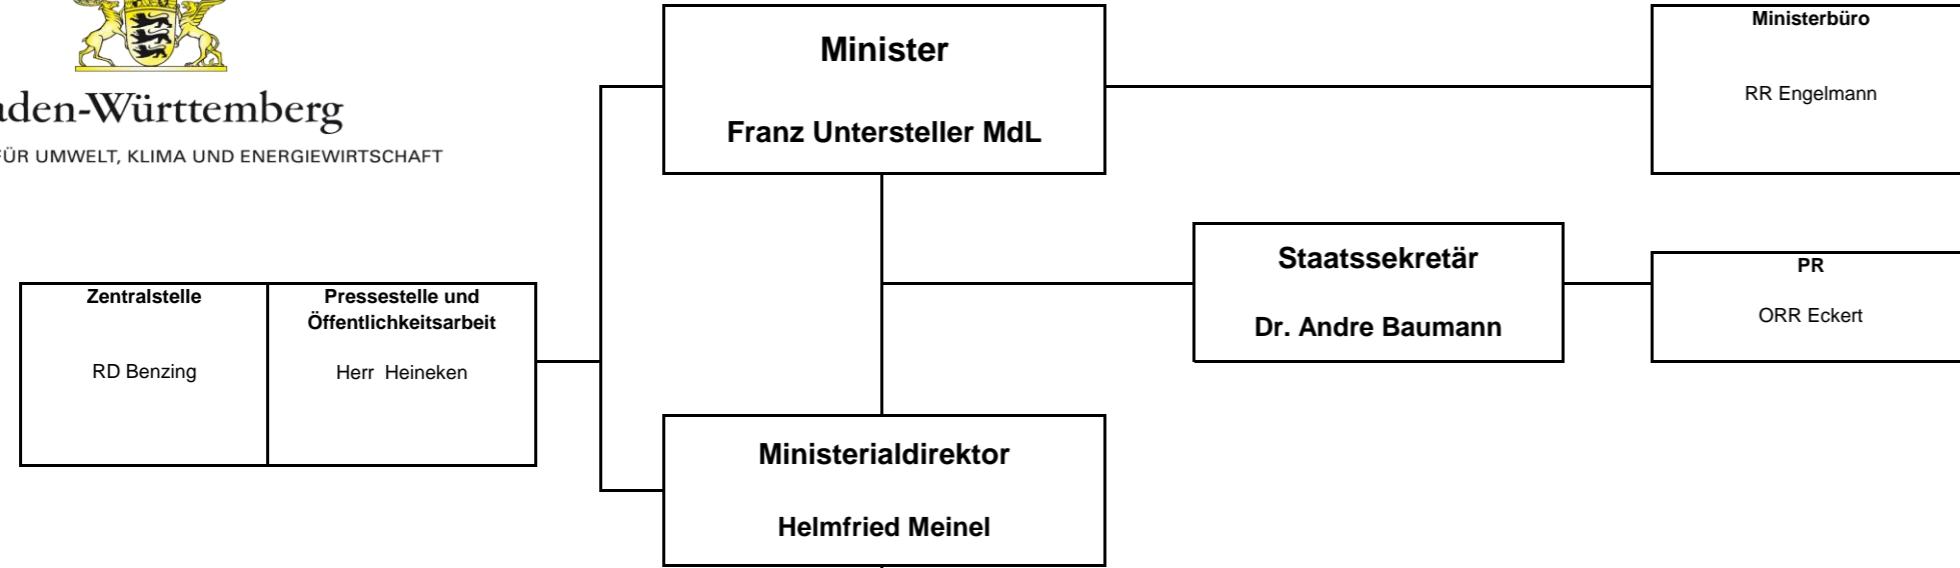 aden-Württemberg
FÜR UMWELT, KLIMA UND ENERGIEWIRTSCHAFT
Minister
Franz Untersteller MdL
Ministerbüro
RR Engelmann
Staatssekretär
Dr. Andre Baumann
PR
ORR Eckert
Zentralstelle
RD Benzing
Pressestelle und
Öffentlichkeitsarbeit
Herr Heineken
Ministerialdirektor
Helmfried Meinel